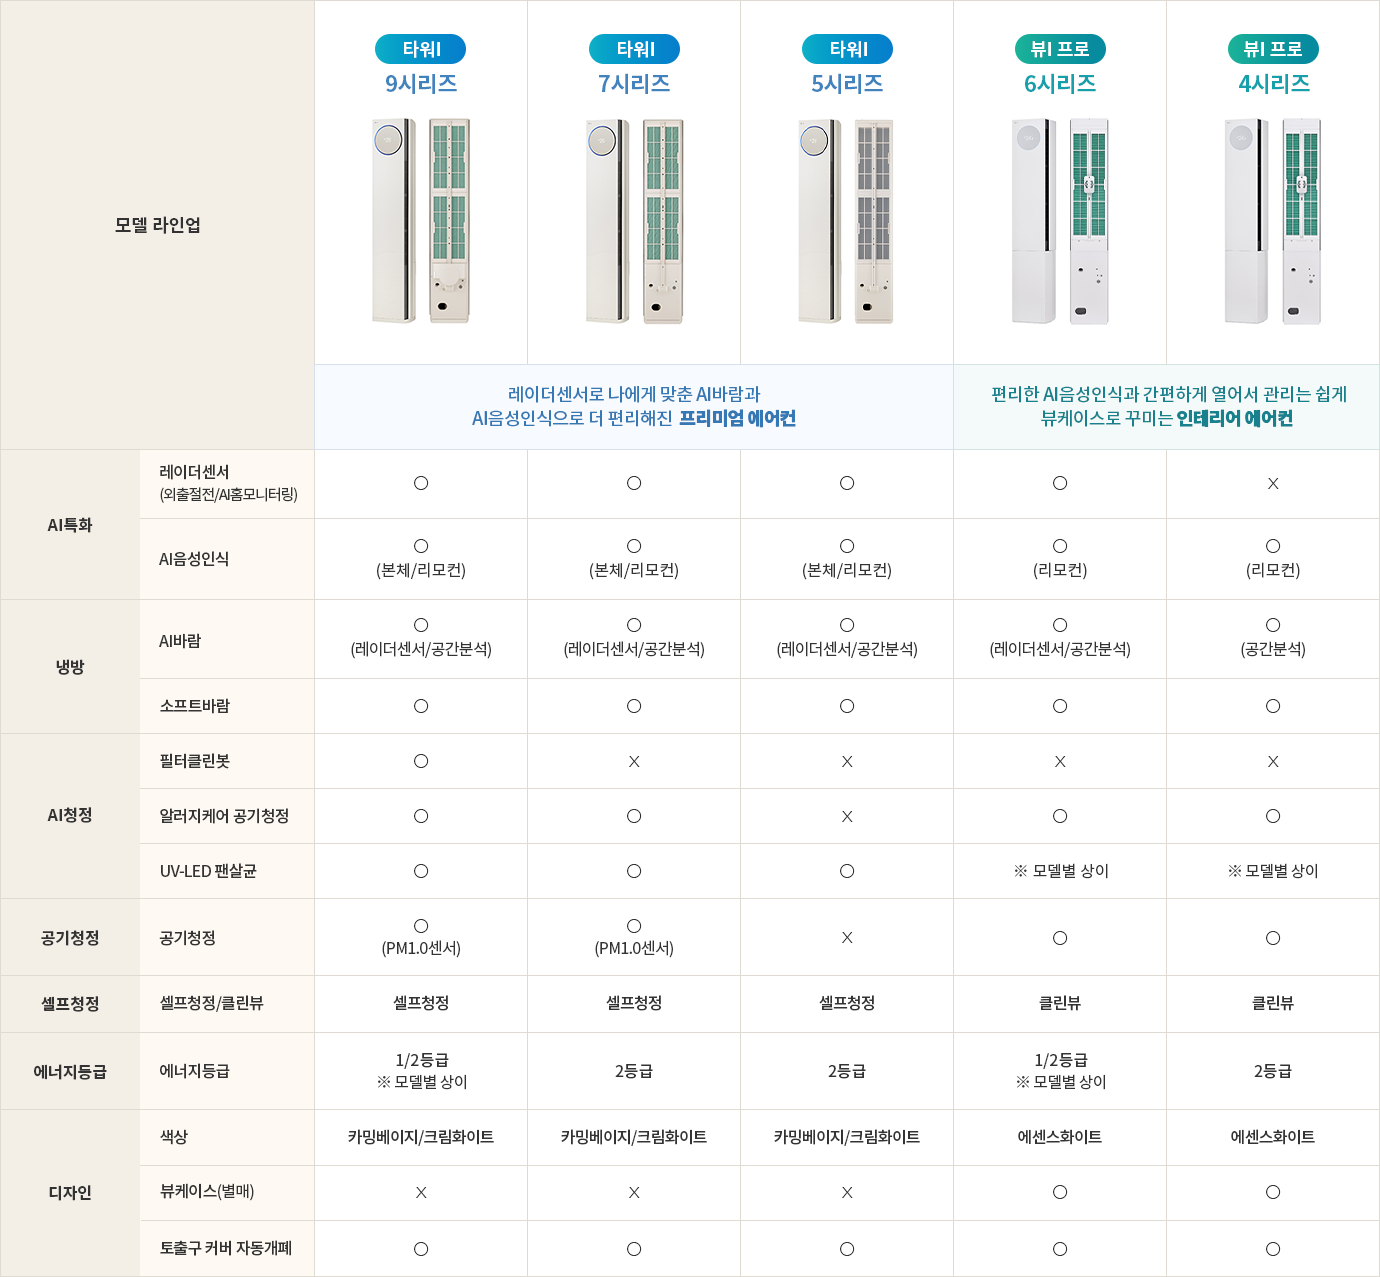 모델 라인업
타워I
9시리즈
타워I
7시리즈
타워I
5시리즈
뷰I 프로
6시리즈
뷰I 프로
4시리즈
레이더센서로 나에게 맞춘 AI바람과
AI음성인식으로 더 편리해진 프리미엄 에어컨
편리한 AI음성인식과 간편하게 열어서 관리는 쉽게
뷰케이스로 꾸미는 인테리어 에어컨
AI특화
레이더센서
(외출절전/AI홈모니터링)
○ ○ ○ ○ X
AI음성인식
○ ○ ○ ○ ○
(본체/리모컨) (본체/리모컨) (본체/리모컨) (리모컨) (리모컨)
냉방
AI바람
○ ○ ○ ○ ○
(레이더센서/공간분석) (레이더센서/공간분석) (레이더센서/공간분석) (레이더센서/공간분석) (공간분석)
소프트바람 ○ ○ ○ ○ ○
AI청정
필터클린봇 ○ X X X X
알러지케어 공기청정 ○ ○ X ○ ○
UV-LED 팬살균 ○ ○ ○ ※ 모델별 상이 ※ 모델별 상이
공기청정
공기청정
○ ○ X ○ ○
(PM1.0센서) (PM1.0센서)
셀프청정
셀프청정/클린뷰 셀프청정 셀프청정 셀프청정 클린뷰 클린뷰
에너지등급
에너지등급
1/2등급 2등급 2등급 1/2등급 2등급
※ 모델별 상이 ※ 모델별 상이
디자인
색상 카밍베이지/크림화이트 카밍베이지/크림화이트 카밍베이지/크림화이트 에센스화이트 에센스화이트
뷰케이스(별매) X X X ○ ○
토출구 커버 자동개폐 ○ ○ ○ ○ ○